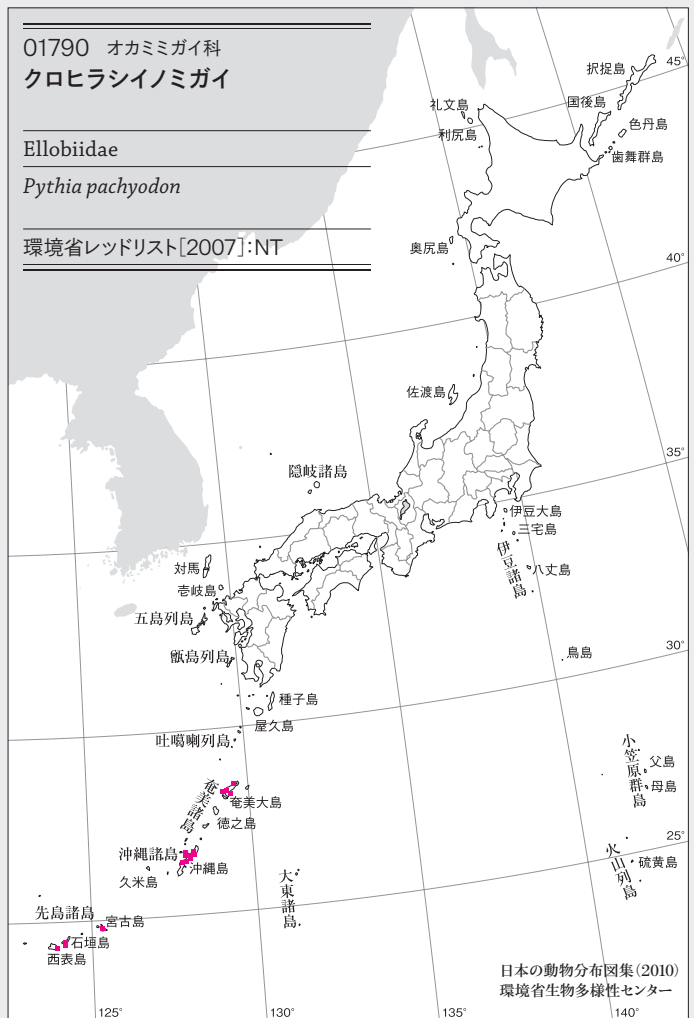 01790 オカミミガイ科
クロヒラシイノミガイ
Ellobiidae
Pythia pachyodon
環境省レッドリスト[2007]:NT
45°
択捉島
礼文島
国後島
色丹島
利尻島
歯舞群島
奥尻島
40°
佐渡島
35°
隠岐諸島
伊豆大島
三宅島
伊豆諸島
八丈島
対馬
壱岐島
五島列島
甑島列島
鳥島
30°
種子島
屋久島
吐噶喇列島
小笠原群島
父島
母島
奄美諸島
奄美大島
徳之島
25°
沖縄諸島
沖縄島
久米島
火山列島
硫黄島
大東諸島
先島諸島
宮古島
石垣島
西表島
日本の動物分布図集(2010)
環境省生物多様性センター
125°
130°
135°
140°